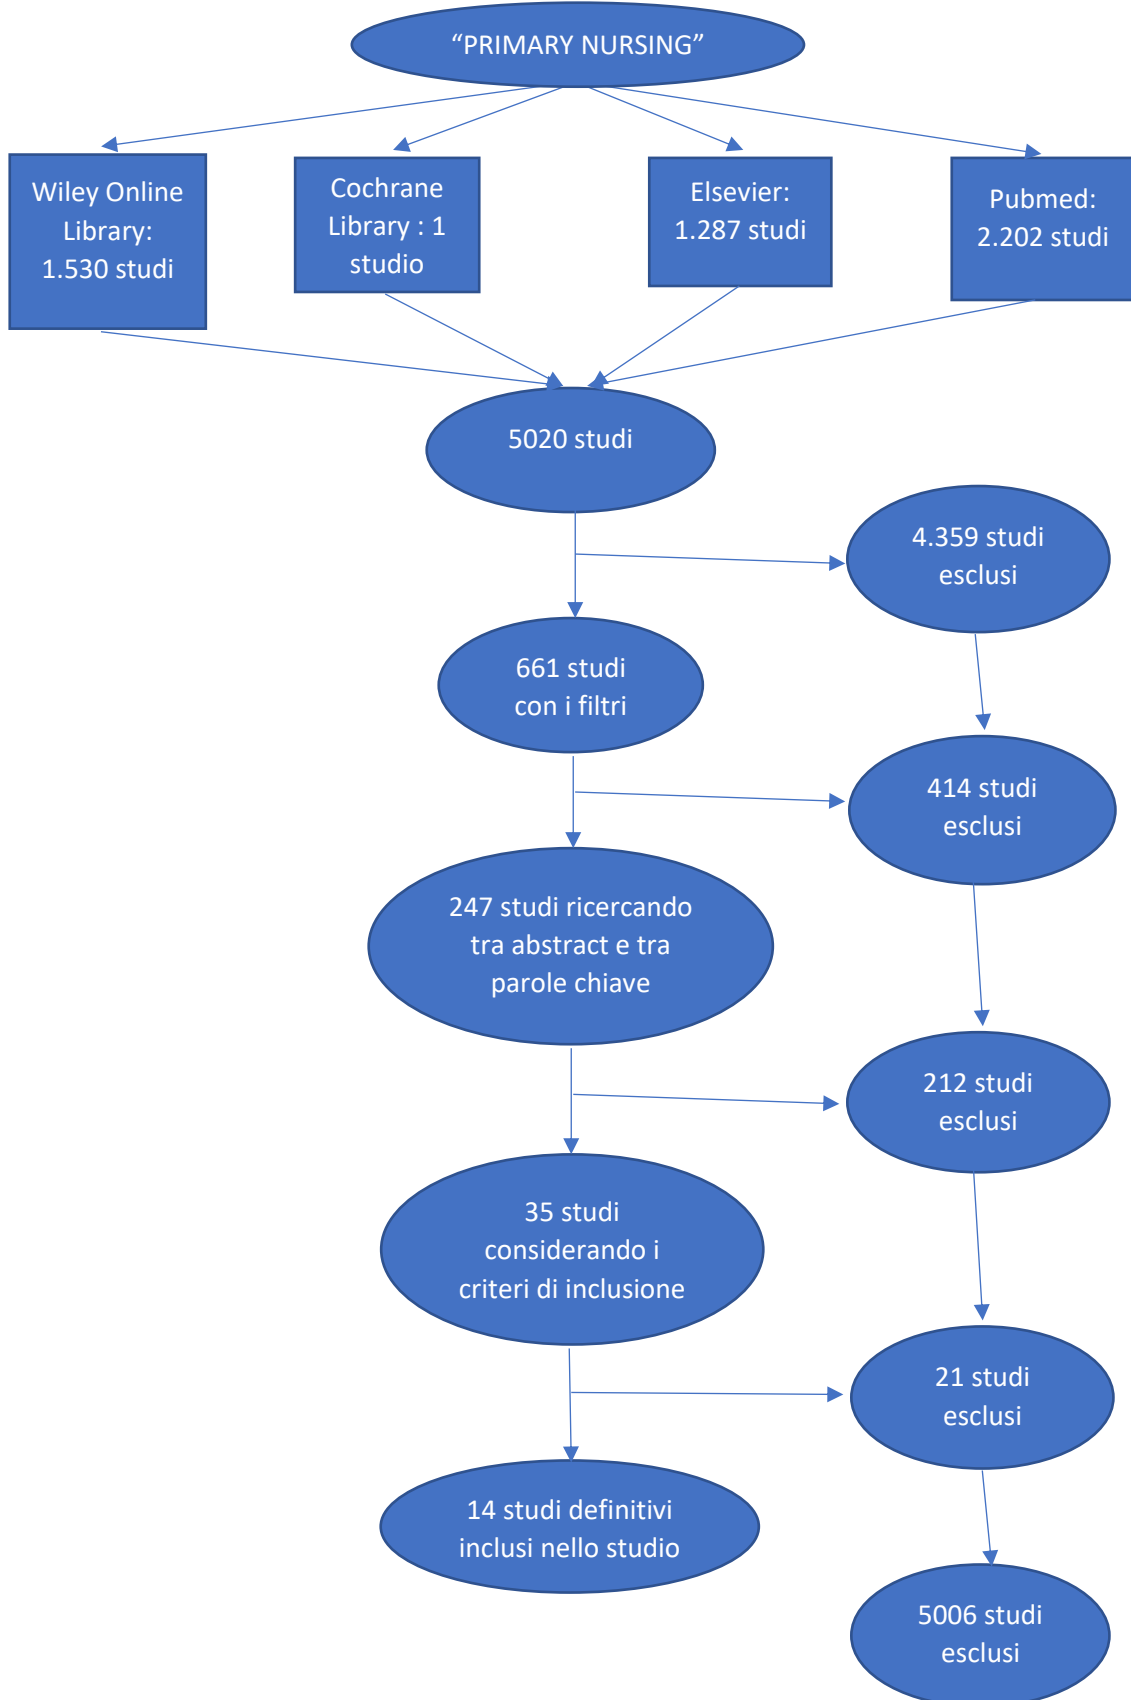 “PRIMARY NURSING”
Wiley Online
Library:
1.530 studi
Cochrane
Library : 1
studio
Elsevier:
1.287 studi
Pubmed:
2.202 studi
5020 studi
4.359 studi
esclusi
661 studi
con i filtri
414 studi
esclusi
247 studi ricercando
tra abstract e tra
parole chiave
212 studi
esclusi
35 studi
considerando i
criteri di inclusione
21 studi
esclusi
14 studi definitivi
inclusi nello studio
5006 studi
esclusi